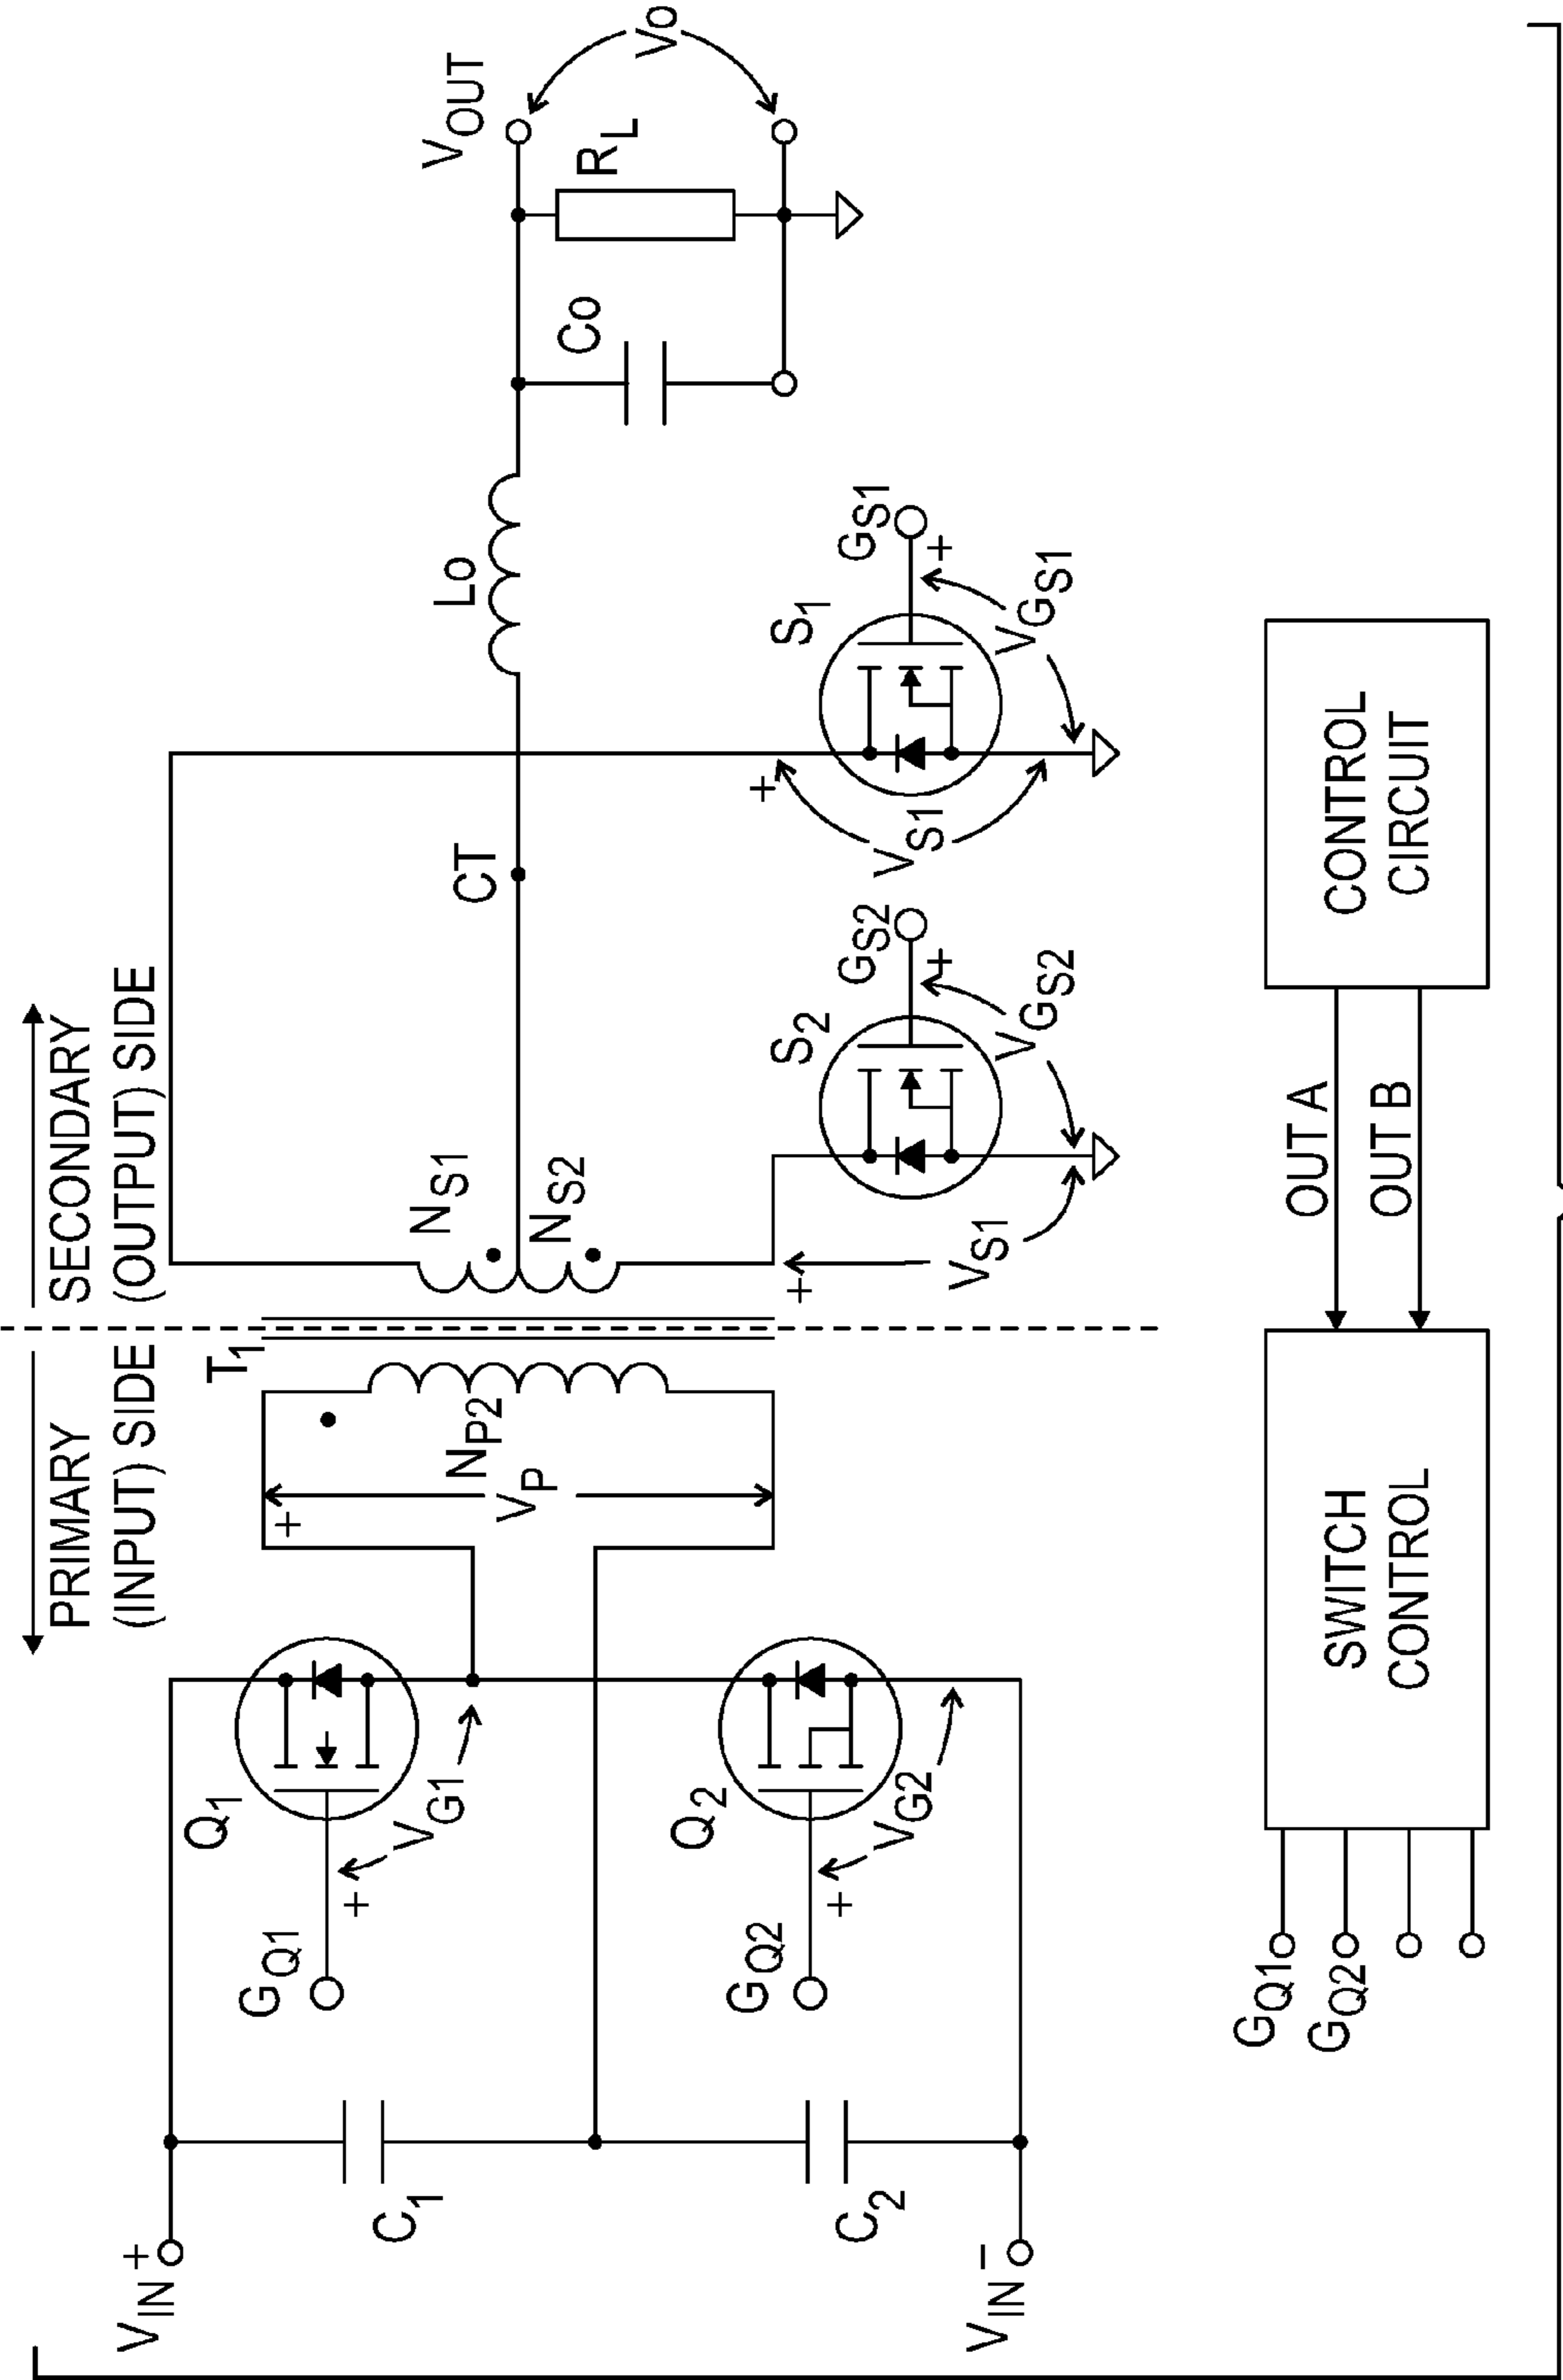 PRIMARY
(INPUT) SIDE
SECONDARY
(OUTPUT) SIDE
VIN+
VIN−
C1
C2
GQ1
+
VG1
Q1
GQ2
+
VG2
Q2
T1
+
VP
NP2
NS1
NS2
CT
LO
CO
RL
VOUT
VO
+
VS1
S2
GS2
+
VGS2
+
VS1
S1
GS1
+
VGS1
GQ1
GQ2
SWITCH
CONTROL
OUT A
OUT B
CONTROL
CIRCUIT